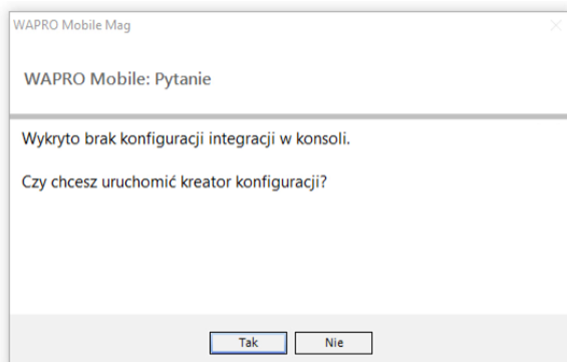 WAPRO Mobile Mag
WAPRO Mobile: Pytanie
Wykryto brak konfiguracji integracji w konsoli.
Czy chcesz uruchomić kreator konfiguracji?
Tak
Nie